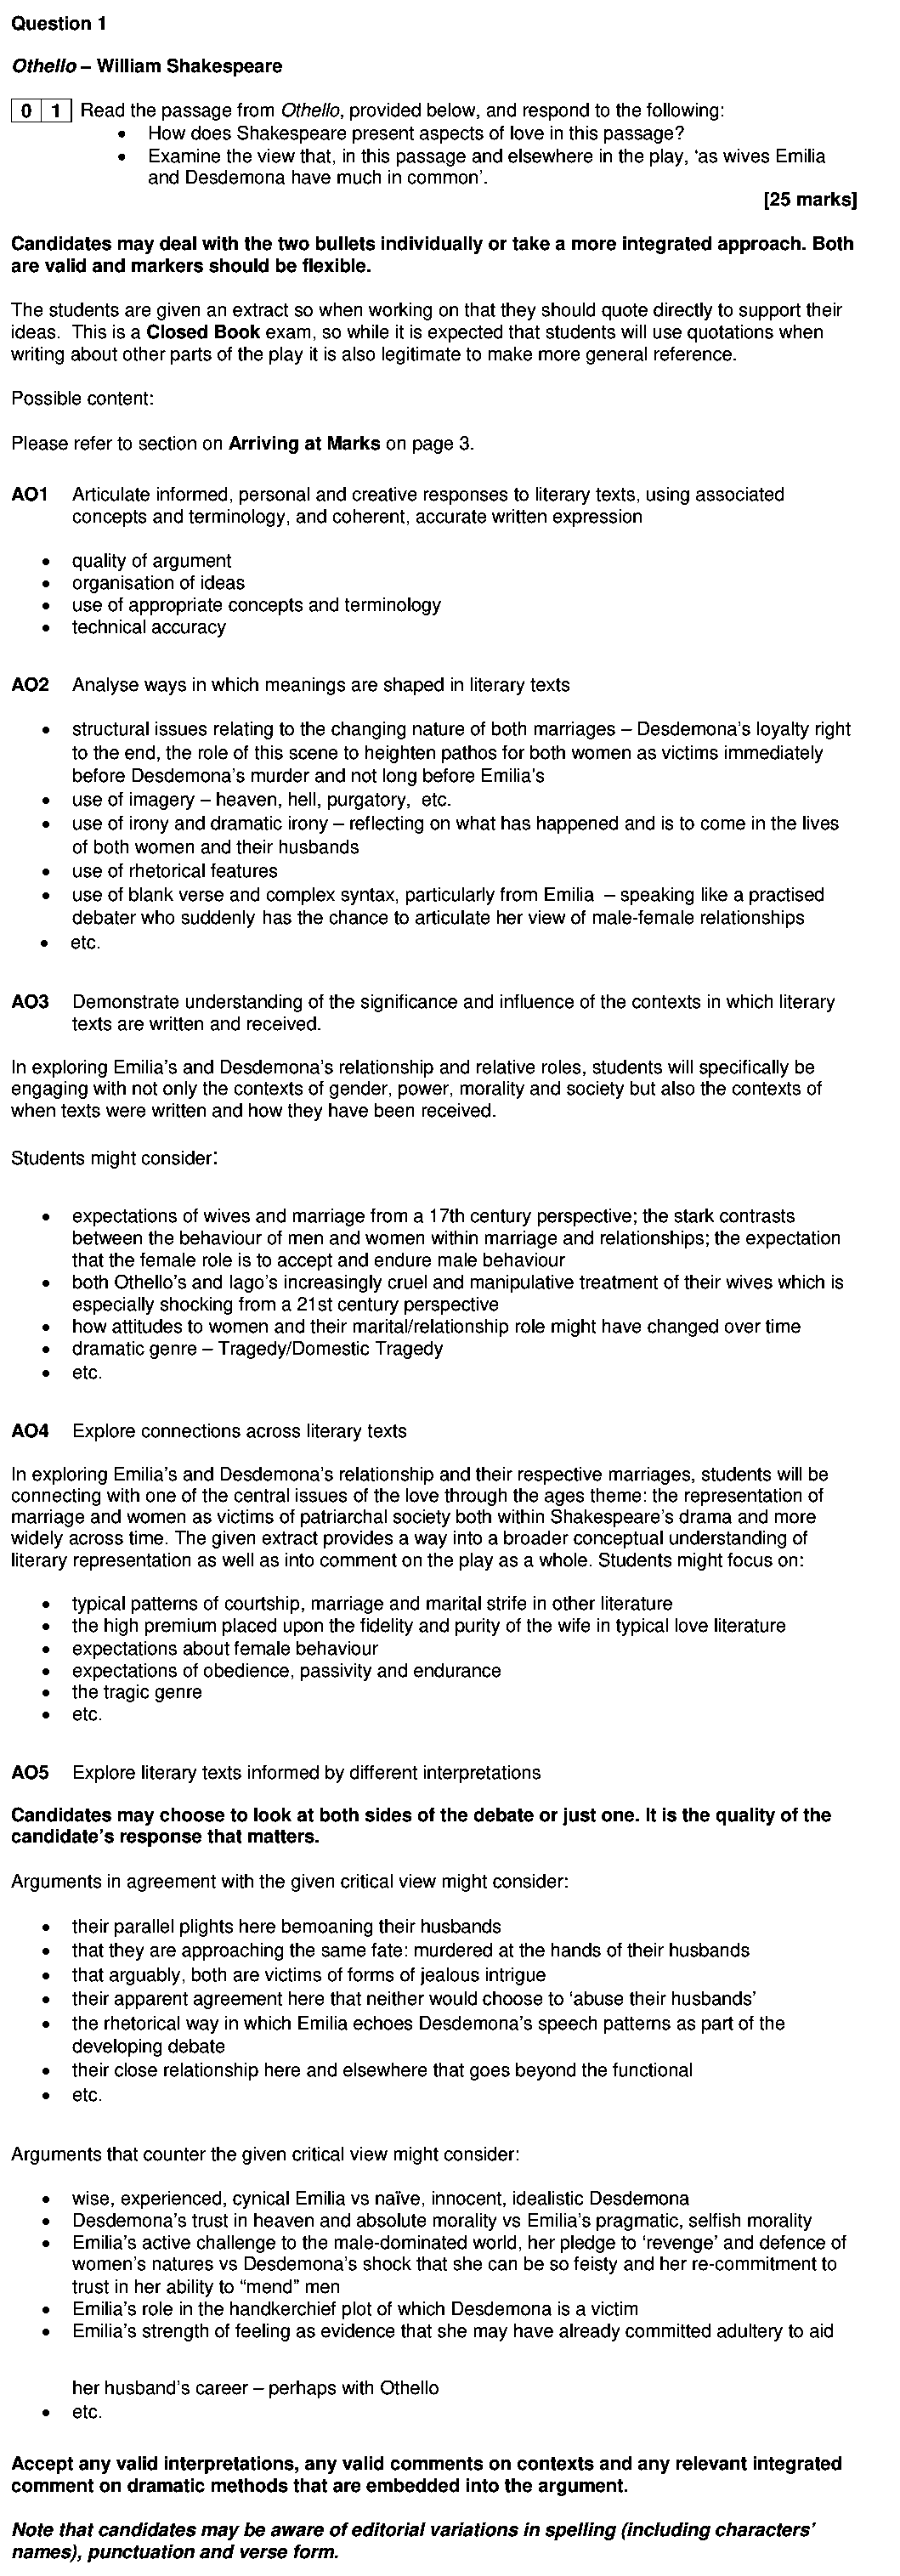 Question 1
Othello – William Shakespeare
0 1 Read the passage from Othello, provided below, and respond to the following:
• How does Shakespeare present aspects of love in this passage?
• Examine the view that, in this passage and elsewhere in the play, ‘as wives Emilia
and Desdemona have much in common’.
[25 marks]
Candidates may deal with the two bullets individually or take a more integrated approach. Both
are valid and markers should be flexible.
The students are given an extract so when working on that they should quote directly to support their
ideas. This is a Closed Book exam, so while it is expected that students will use quotations when
writing about other parts of the play it is also legitimate to make more general reference.
Possible content:
Please refer to section on Arriving at Marks on page 3.
AO1 Articulate informed, personal and creative responses to literary texts, using associated
concepts and terminology, and coherent, accurate written expression
• quality of argument
• organisation of ideas
• use of appropriate concepts and terminology
• technical accuracy
AO2 Analyse ways in which meanings are shaped in literary texts
• structural issues relating to the changing nature of both marriages – Desdemona’s loyalty right
to the end, the role of this scene to heighten pathos for both women as victims immediately
before Desdemona’s murder and not long before Emilia’s
• use of imagery – heaven, hell, purgatory, etc.
• use of irony and dramatic irony – reflecting on what has happened and is to come in the lives
of both women and their husbands
• use of rhetorical features
• use of blank verse and complex syntax, particularly from Emilia – speaking like a practised
debater who suddenly has the chance to articulate her view of male-female relationships
• etc.
AO3 Demonstrate understanding of the significance and influence of the contexts in which literary
texts are written and received.
In exploring Emilia’s and Desdemona’s relationship and relative roles, students will specifically be
engaging with not only the contexts of gender, power, morality and society but also the contexts of
when texts were written and how they have been received.
Students might consider:
• expectations of wives and marriage from a 17th century perspective; the stark contrasts
between the behaviour of men and women within marriage and relationships; the expectation
that the female role is to accept and endure male behaviour
• both Othello’s and Iago’s increasingly cruel and manipulative treatment of their wives which is
especially shocking from a 21st century perspective
• how attitudes to women and their marital/relationship role might have changed over time
• dramatic genre – Tragedy/Domestic Tragedy
• etc.
AO4 Explore connections across literary texts
In exploring Emilia’s and Desdemona’s relationship and their respective marriages, students will be
connecting with one of the central issues of the love through the ages theme: the representation of
marriage and women as victims of patriarchal society both within Shakespeare’s drama and more
widely across time. The given extract provides a way into a broader conceptual understanding of
literary representation as well as into comment on the play as a whole. Students might focus on:
• typical patterns of courtship, marriage and marital strife in other literature
• the high premium placed upon the fidelity and purity of the wife in typical love literature
• expectations about female behaviour
• expectations of obedience, passivity and endurance
• the tragic genre
• etc.
AO5 Explore literary texts informed by different interpretations
Candidates may choose to look at both sides of the debate or just one. It is the quality of the
candidate’s response that matters.
Arguments in agreement with the given critical view might consider:
• their parallel plights here bemoaning their husbands
• that they are approaching the same fate: murdered at the hands of their husbands
• that arguably, both are victims of forms of jealous intrigue
• their apparent agreement here that neither would choose to ‘abuse their husbands’
• the rhetorical way in which Emilia echoes Desdemona’s speech patterns as part of the
developing debate
• their close relationship here and elsewhere that goes beyond the functional
• etc.
Arguments that counter the given critical view might consider:
• wise, experienced, cynical Emilia vs naïve, innocent, idealistic Desdemona
• Desdemona’s trust in heaven and absolute morality vs Emilia’s pragmatic, selfish morality
• Emilia’s active challenge to the male-dominated world, her pledge to ‘revenge’ and defence of
women’s natures vs Desdemona’s shock that she can be so feisty and her re-commitment to
trust in her ability to “mend” men
• Emilia’s role in the handkerchief plot of which Desdemona is a victim
• Emilia’s strength of feeling as evidence that she may have already committed adultery to aid
her husband’s career – perhaps with Othello
• etc.
Accept any valid interpretations, any valid comments on contexts and any relevant integrated
comment on dramatic methods that are embedded into the argument.
Note that candidates may be aware of editorial variations in spelling (including characters’
names), punctuation and verse form.